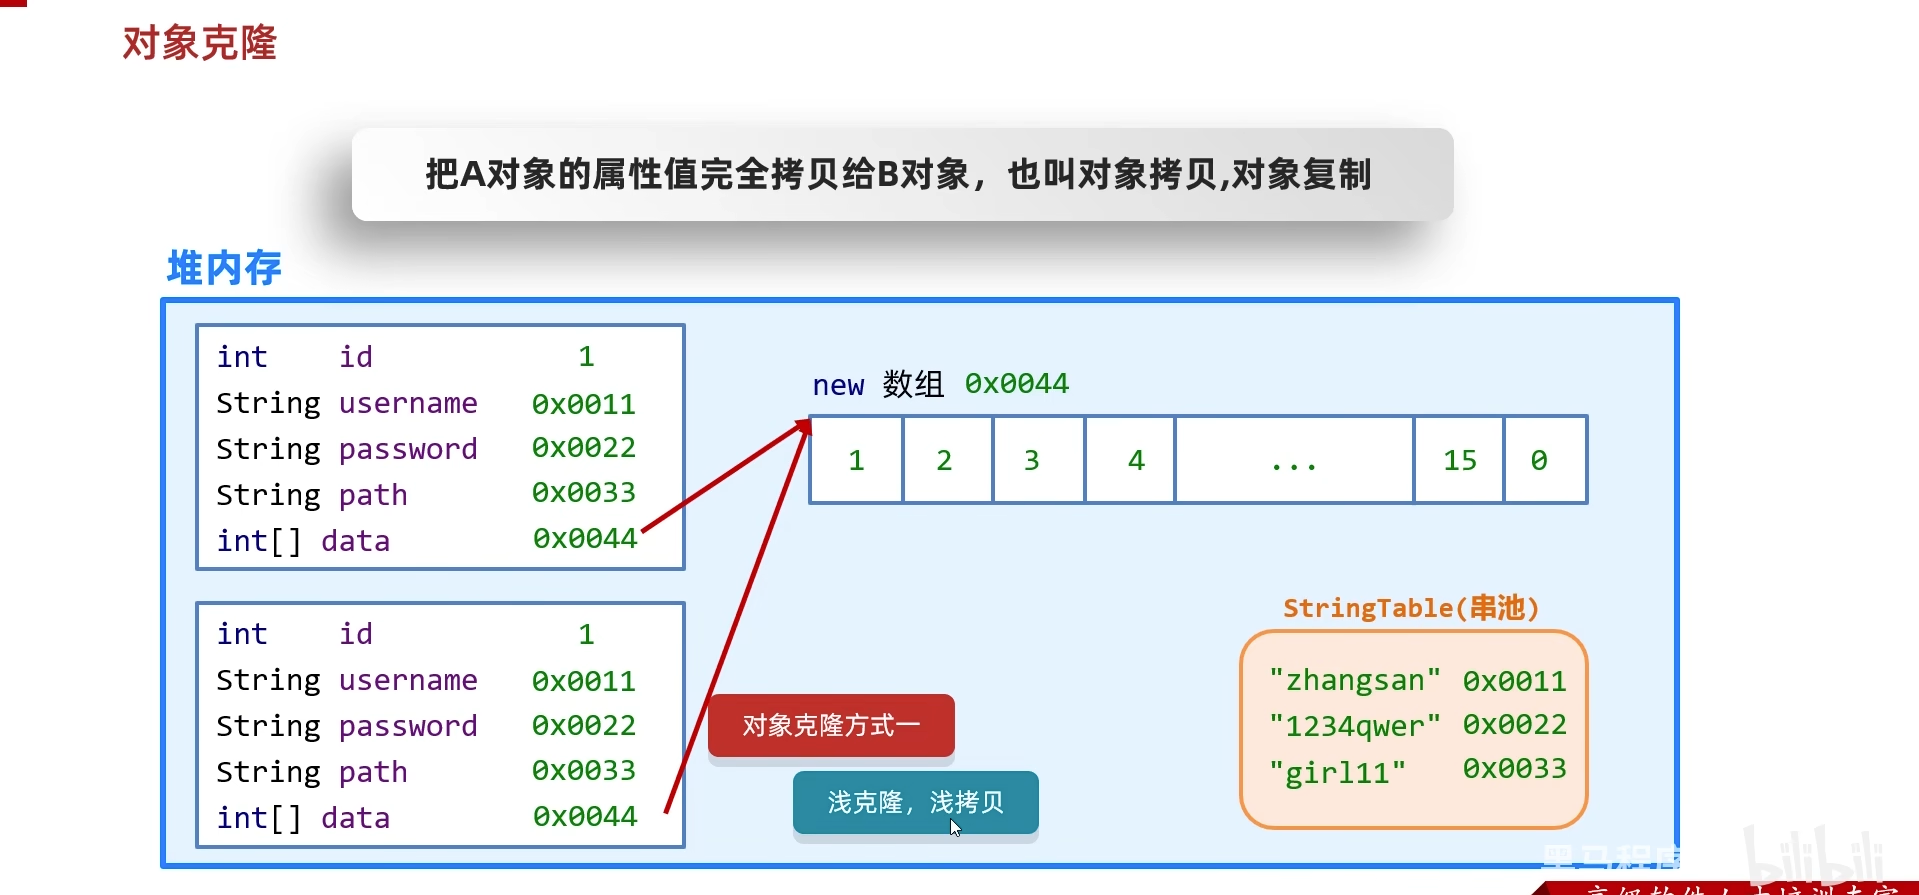 对象克隆
把A对象的属性值完全拷贝给B对象，也叫对象拷贝,对象复制
堆内存
int id 1
String username 0x0011
String password 0x0022
String path 0x0033
int[] data 0x0044
new 数组 0x0044
1 2 3 4 ... 15 0
int id 1
String username 0x0011
String password 0x0022
String path 0x0033
int[] data 0x0044
对象克隆方式一
浅克隆，浅拷贝
StringTable(串池)
"zhangsan" 0x0011
"1234qwer" 0x0022
"girl11" 0x0033
黑马程序
bilibili